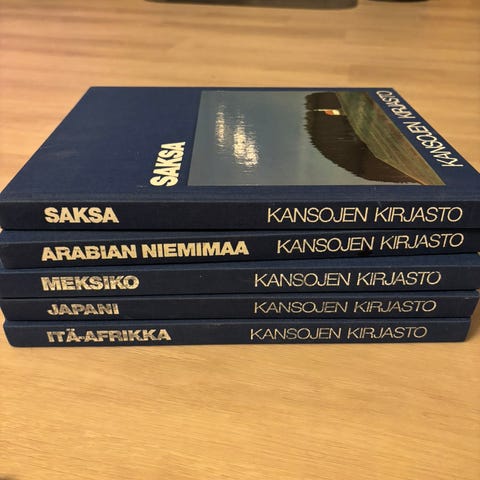 SAKSA
KANSOJEN KIRJASTO
SAKSA KANSOJEN KIRJASTO
ARABIAN NIEMIMAA KANSOJEN KIRJASTO
MEKSIKO KANSOJEN KIRJASTO
JAPANI KANSOJEN KIRJASTO
ITÄ-AFRIKKA KANSOJEN KIRJASTO